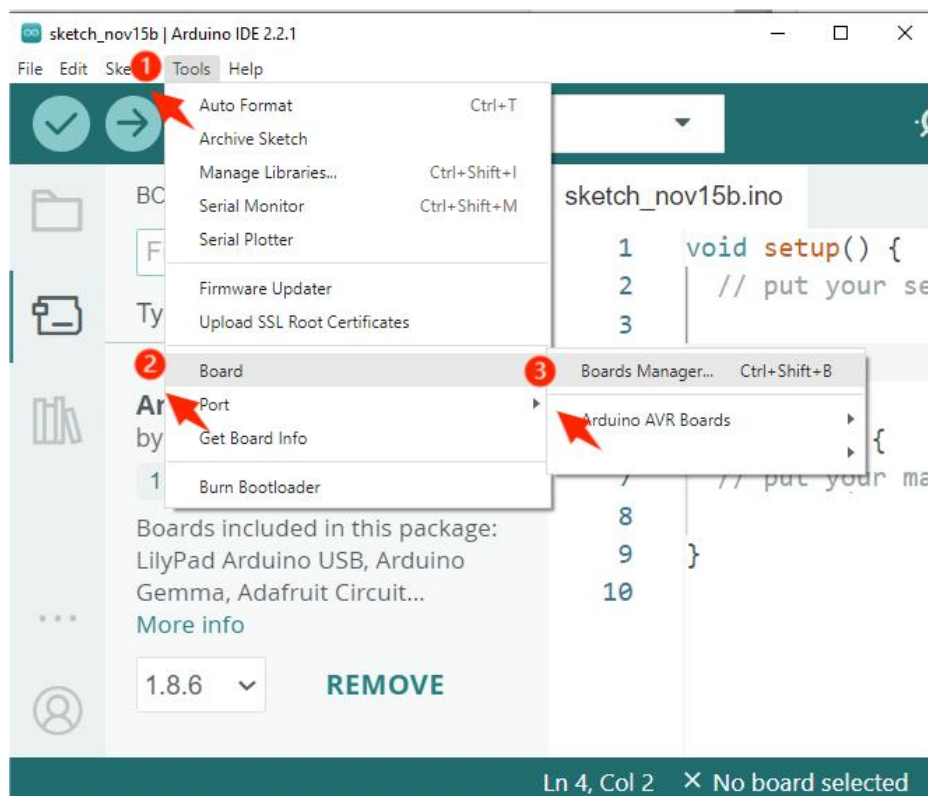 sketch_nov15b | Arduino IDE 2.2.1
File Edit Ske 1 Tools Help
Auto Format Ctrl+T
Archive Sketch
Manage Libraries... Ctrl+Shift+I
Serial Monitor Ctrl+Shift+M
Serial Plotter
Firmware Updater
Upload SSL Root Certificates
2 Board
Port
Get Board Info
Burn Bootloader
3 Boards Manager... Ctrl+Shift+B
Arduino AVR Boards
BO
F
Ty
Ar
by
1
Boards included in this package:
LilyPad Arduino USB, Arduino
Gemma, Adafruit Circuit...
More info
1.8.6 REMOVE
sketch_nov15b.ino
1 void setup() {
2 // put your se
3
{
7 // put your ma
8
9 }
10
Ln 4, Col 2 × No board selected